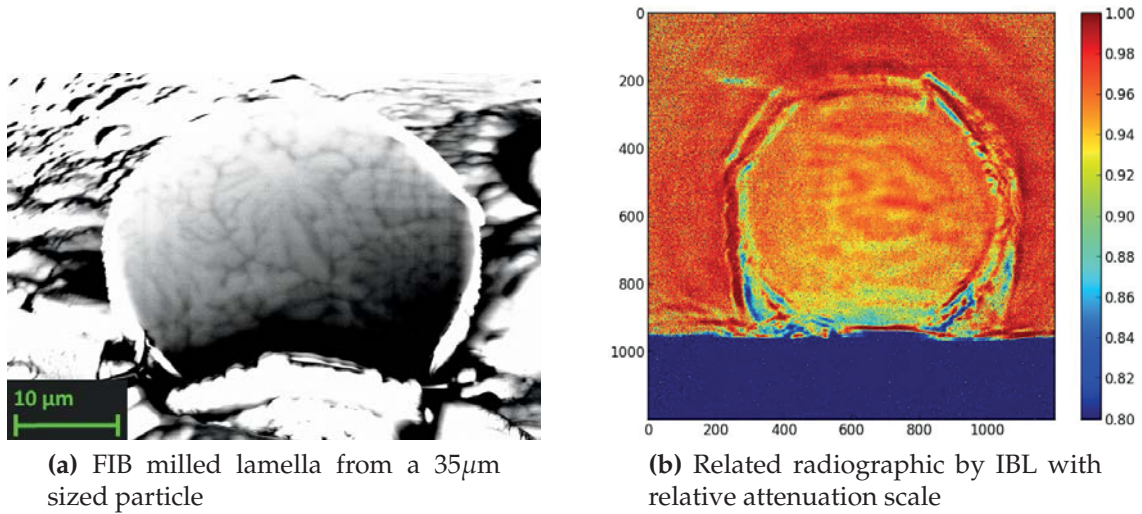 10 μm
(a) FIB milled lamella from a 35μm
sized particle
0
200
400
600
800
1000
0 200 400 600 800 1000
1.00
0.98
0.96
0.94
0.92
0.90
0.88
0.86
0.84
0.82
0.80
(b) Related radiographic by IBL with
relative attenuation scale